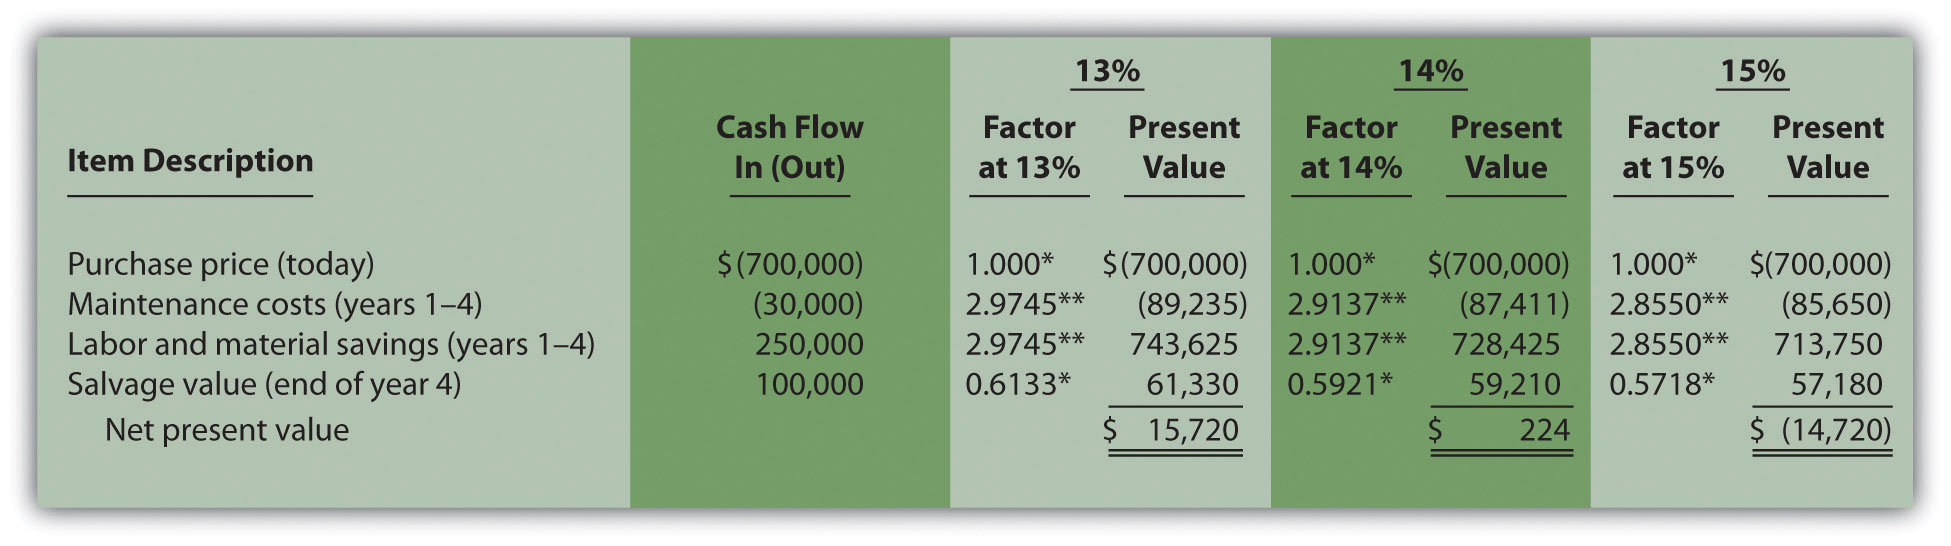 13% 14% 15%
Item Description Cash Flow In (Out) Factor at 13% Present Value Factor at 14% Present Value Factor at 15% Present Value
Purchase price (today) $(700,000) 1.000* $(700,000) 1.000* $(700,000) 1.000* $(700,000)
Maintenance costs (years 1–4) (30,000) 2.9745** (89,235) 2.9137** (87,411) 2.8550** (85,650)
Labor and material savings (years 1–4) 250,000 2.9745** 743,625 2.9137** 728,425 2.8550** 713,750
Salvage value (end of year 4) 100,000 0.6133* 61,330 0.5921* 59,210 0.5718* 57,180
Net present value $ 15,720 $ 224 $ (14,720)